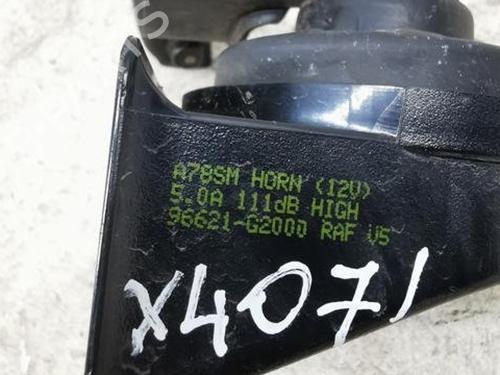 A78SM HORN (12V)
5.0A 111dB HIGH
96621-G2000 RAF V5
X4071